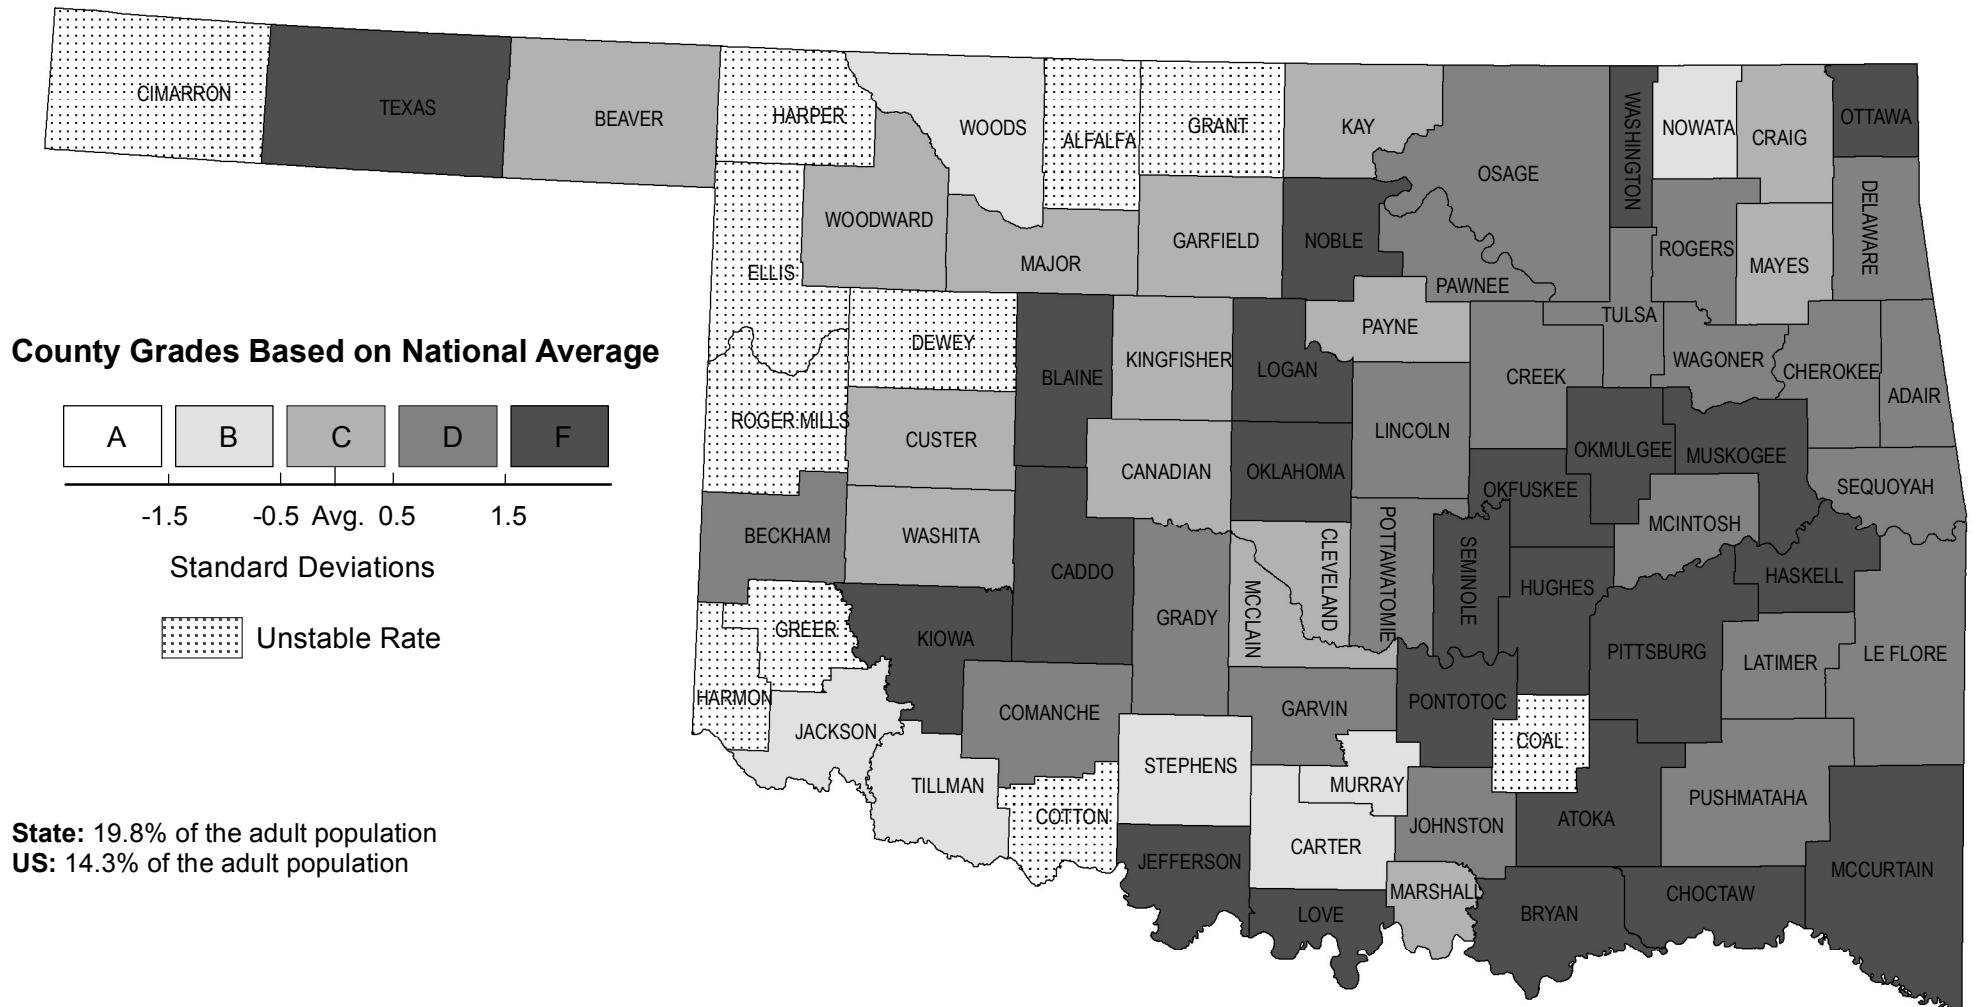 CIMARRON
TEXAS
BEAVER
HARPER
WOODS
ALFALFA
GRANT
KAY
OSAGE
WASHINGTON
NOWATA
CRAIG
OTTAWA
DELAWARE
WOODWARD
MAJOR
GARFIELD
NOBLE
PAWNEE
ROGERS
MAYES
ELLIS
DEWEY
BLAINE
KINGFISHER
LOGAN
PAYNE
CREEK
TULSA
WAGONER
CHEROKEE
ADAIR
County Grades Based on National Average
A B C D F
-1.5 -0.5 Avg. 0.5 1.5
Standard Deviations
Unstable Rate
ROGER MILLS
CUSTER
CANADIAN
OKLAHOMA
LINCOLN
OKMULGEE
MUSKOGEE
SEQUOYAH
OKFUSKEE
BECKHAM
WASHITA
CADDO
GRADY
MCCLAIN
CLEVELAND
POTTAWATOMIE
SEMINOLE
HUGHES
MCINTOSH
HASKELL
PITTSBURG
LATIMER
LE FLORE
GREER
KIOWA
HARMON
JACKSON
COMANCHE
GARVIN
PONTOTOC
COAL
TILLMAN
STEPHENS
MURRAY
COTTON
CARTER
JOHNSTON
ATOKA
PUSHMATAHA
MCCURTAIN
JEFFERSON
LOVE
MARSHALL
BRYAN
CHOCTAW
State: 19.8% of the adult population
US: 14.3% of the adult population